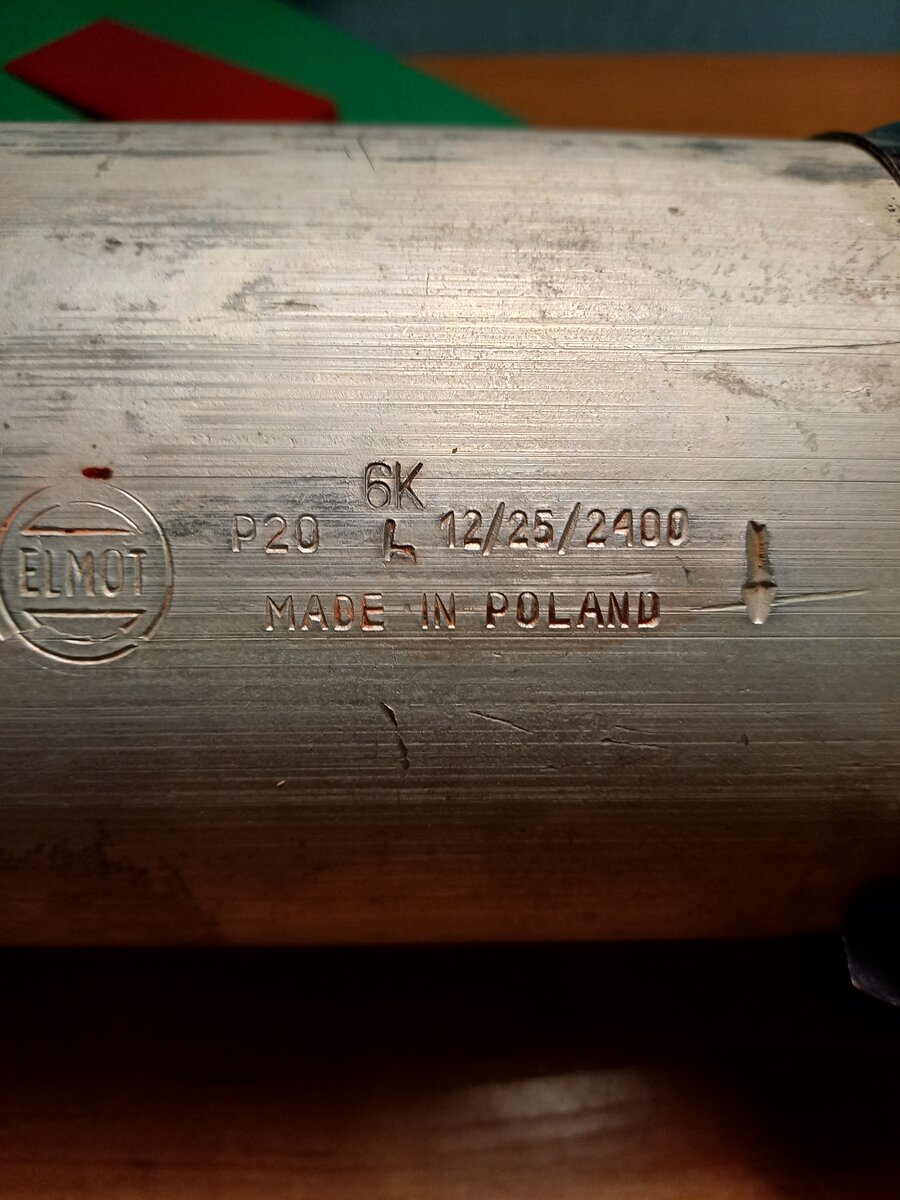 ELMOT
6K
P20 L 12/25/2400
MADE IN POLAND